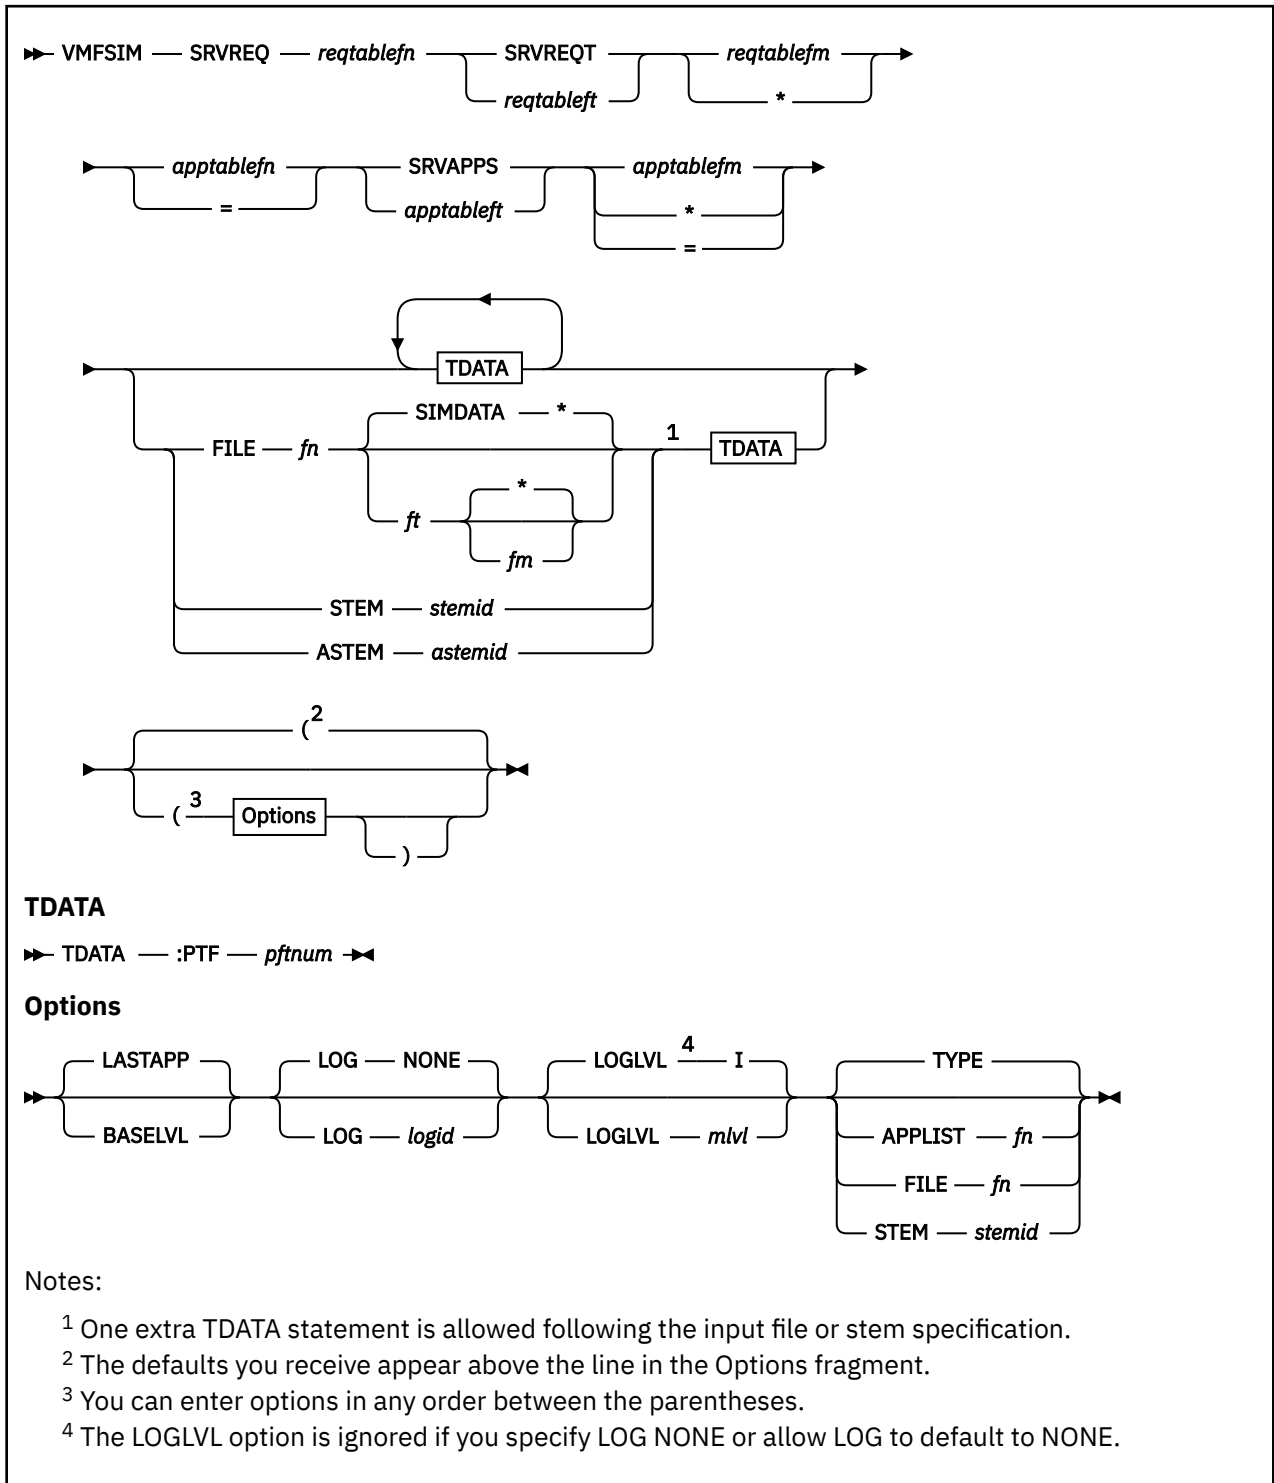 VMFSIM SRVREQ reqtablefn SRVREQT reqtablefm
reqtableft *
apptablefn SRVAPPS apptablefm
= apptableft *
=
TDATA
SIMDATA *
FILE fn 1 TDATA
*
ft
fm
STEM stemid
ASTEM astemid
( 2
( 3 Options
)
TDATA
TDATA :PTF pftnum
Options
LASTAPP LOG NONE LOGLVL 4 I TYPE
BASELVL LOG logid LOGLVL mlvl APPLIST fn
FILE fn
STEM stemid
Notes:
1 One extra TDATA statement is allowed following the input file or stem specification.
2 The defaults you receive appear above the line in the Options fragment.
3 You can enter options in any order between the parentheses.
4 The LOGLVL option is ignored if you specify LOG NONE or allow LOG to default to NONE.